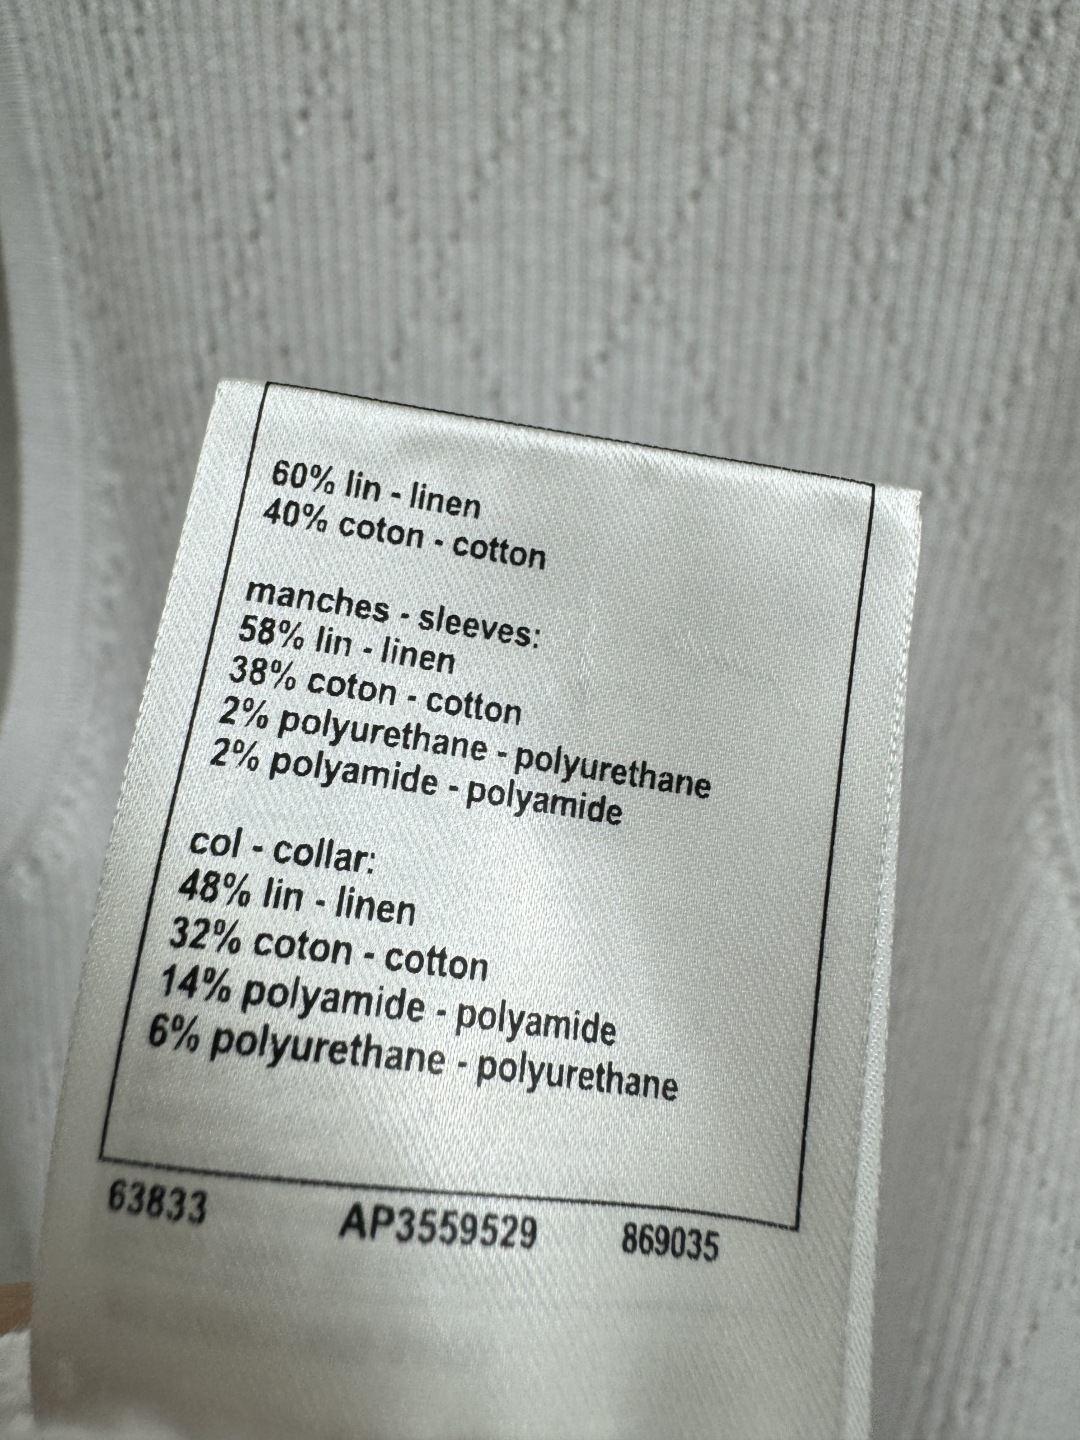 60% lin - linen
40% coton - cotton
manches - sleeves:
58% lin - linen
38% coton - cotton
2% polyurethane - polyurethane
2% polyamide - polyamide
col - collar:
48% lin - linen
32% coton - cotton
14% polyamide - polyamide
6% polyurethane - polyurethane
63833 AP3559529 869035